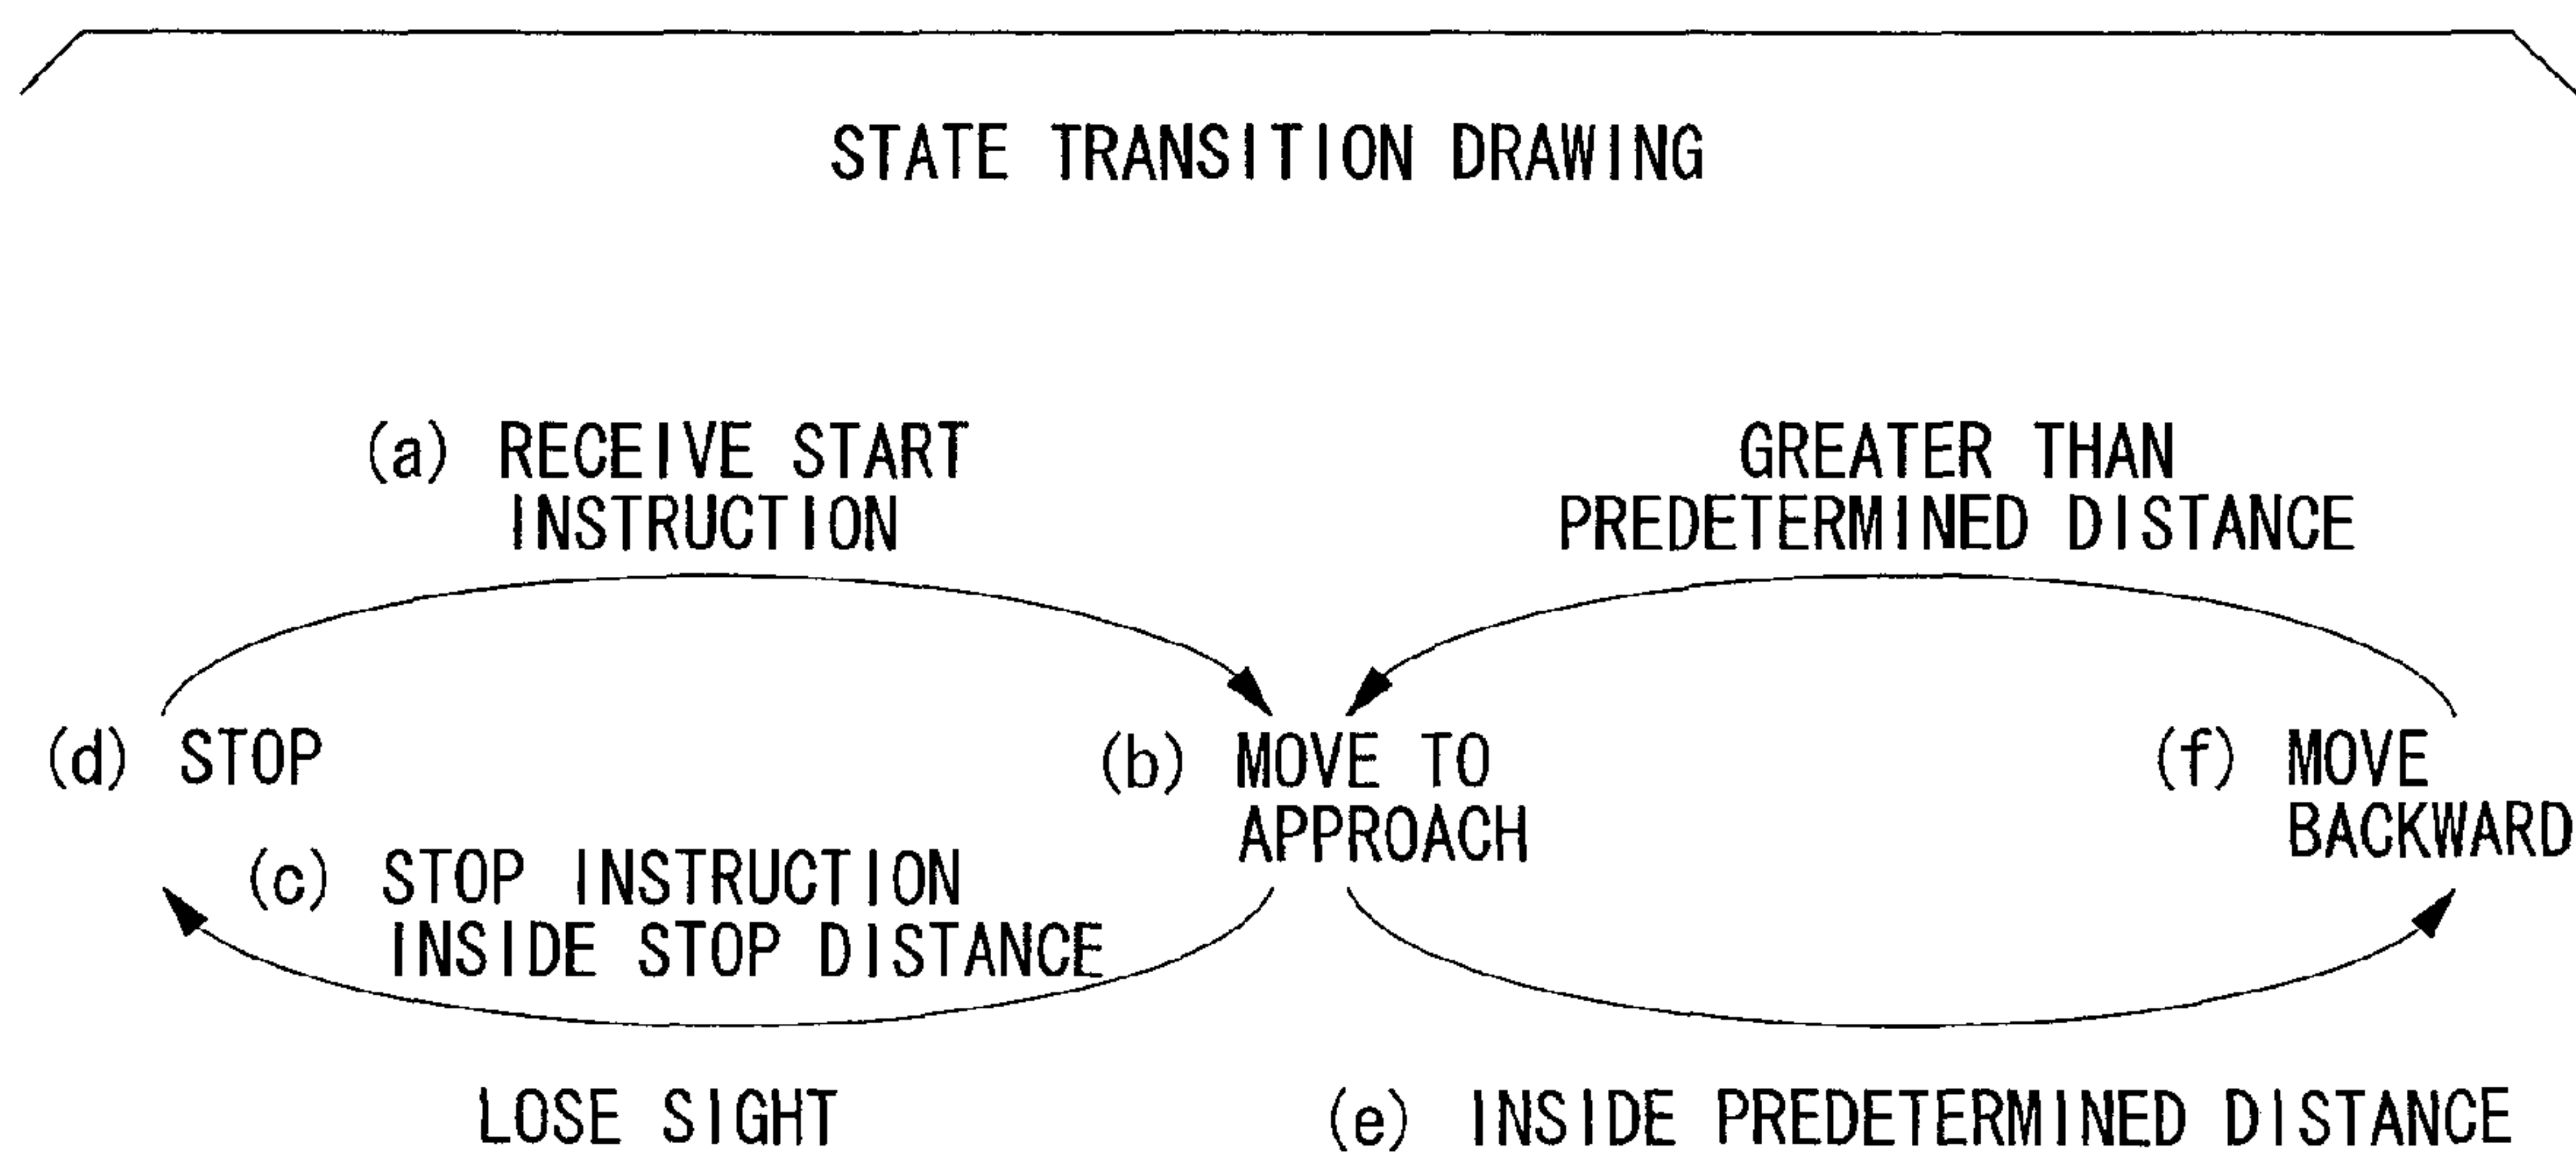 STATE TRANSITION DRAWING
(a) RECEIVE START
INSTRUCTION
GREATER THAN
PREDETERMINED DISTANCE
(d) STOP
(b) MOVE TO
APPROACH
(f) MOVE
BACKWARD
(c) STOP INSTRUCTION
INSIDE STOP DISTANCE
LOSE SIGHT
(e) INSIDE PREDETERMINED DISTANCE